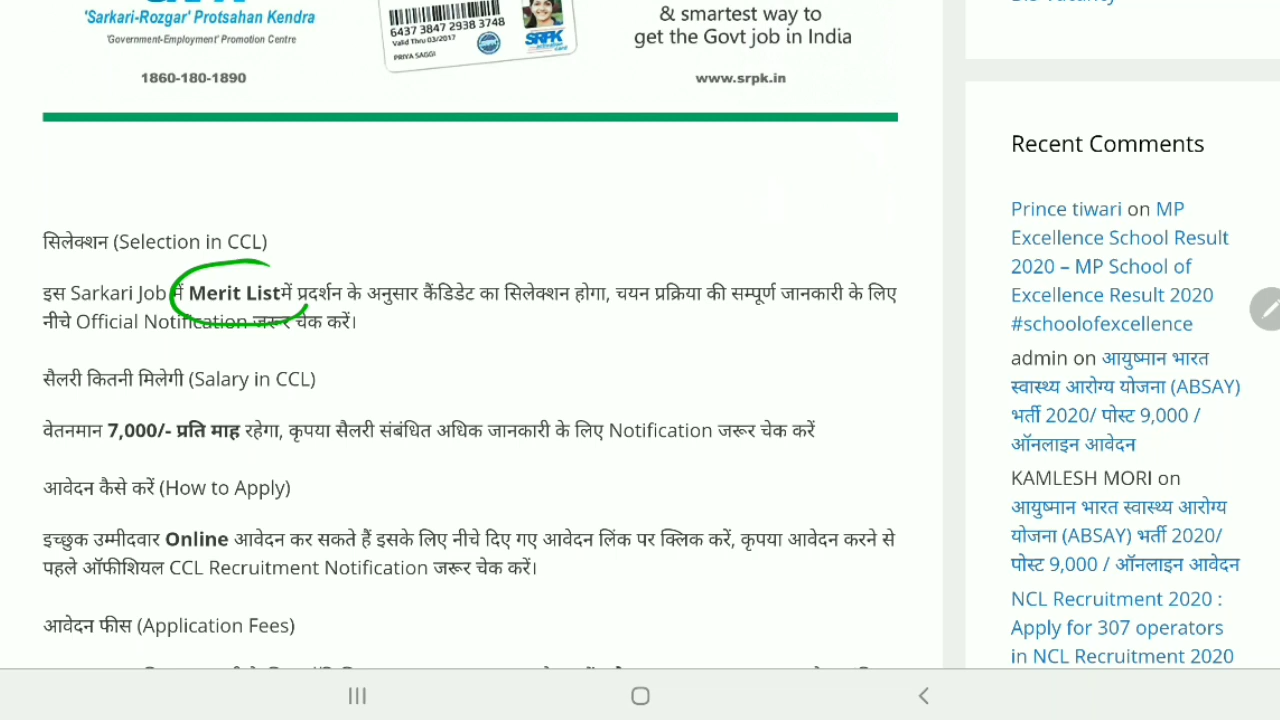 'Sarkari-Rozgar' Protsahan Kendra
'Government-Employment' Promotion Centre
1860-180-1890
6437 3847 2938 3748
Valid Thru 03/2017
PRIYA SAGGI
SRPK
& smartest way to
get the Govt job in India
www.srpk.in
सिलेक्शन (Selection in CCL)
इस Sarkari Job में Merit Listमें प्रदर्शन के अनुसार कैंडिडेट का सिलेक्शन होगा, चयन प्रक्रिया की सम्पूर्ण जानकारी के लिए
नीचे Official Notification जरूर चेक करें।
सैलरी कितनी मिलेगी (Salary in CCL)
वेतनमान 7,000/- प्रति माह रहेगा, कृपया सैलरी संबंधित अधिक जानकारी के लिए Notification जरूर चेक करें
आवेदन कैसे करें (How to Apply)
इच्छुक उम्मीदवार Online आवेदन कर सकते हैं इसके लिए नीचे दिए गए आवेदन लिंक पर क्लिक करें, कृपया आवेदन करने से
पहले ऑफीशियल CCL Recruitment Notification जरूर चेक करें।
आवेदन फीस (Application Fees)
Recent Comments
Prince tiwari on MP
Excellence School Result
2020 – MP School of
Excellence Result 2020
#schoolofexcellence
admin on आयुष्मान भारत
स्वास्थ्य आरोग्य योजना (ABSAY)
भर्ती 2020/ पोस्ट 9,000 /
ऑनलाइन आवेदन
KAMLESH MORI on
आयुष्मान भारत स्वास्थ्य आरोग्य
योजना (ABSAY) भर्ती 2020/
पोस्ट 9,000 / ऑनलाइन आवेदन
NCL Recruitment 2020 :
Apply for 307 operators
in NCL Recruitment 2020